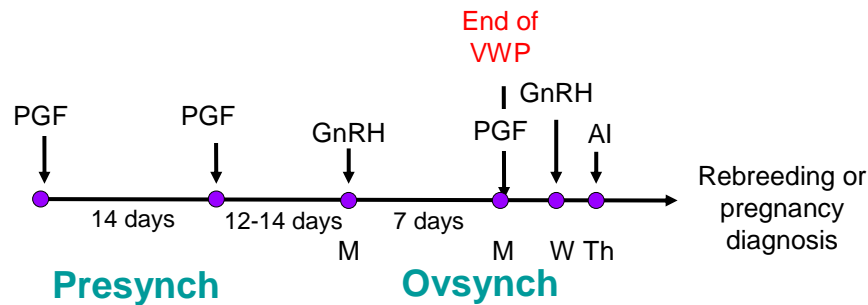 End of
VWP
PGF
PGF
GnRH
PGF
GnRH
AI
14 days
12-14 days
7 days
M
M
W
Th
Rebreeding or
pregnancy
diagnosis
Presynch
Ovsynch